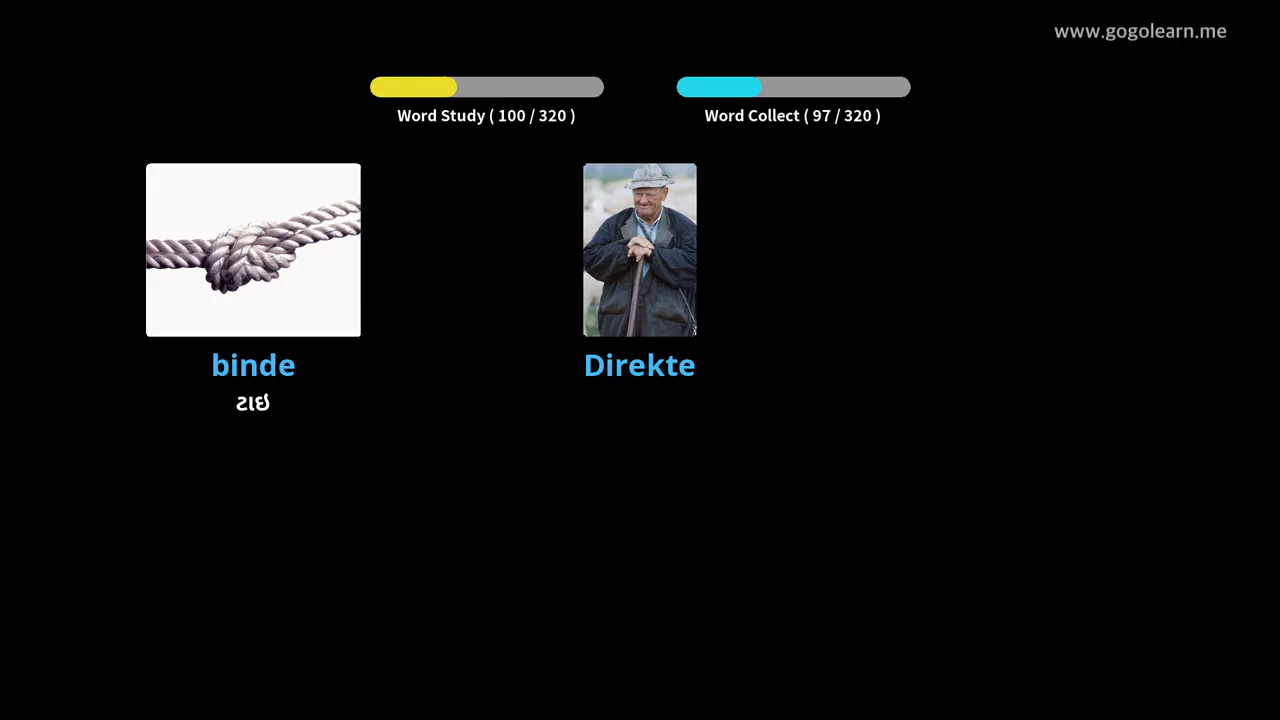 www.gogolearn.me
Word Study ( 100 / 320 )
Word Collect ( 97 / 320 )
binde
ટાઇ
Direkte